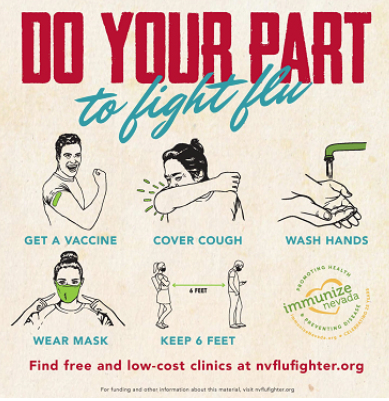 DO YOUR PART
to fight flu
GET A VACCINE
COVER COUGH
WASH HANDS
WEAR MASK
6 FEET
KEEP 6 FEET
PROMOTING HEALTH
immunize
nevada
PREVENTING DISEASE
Find free and low-cost clinics at nvflufighter.org
For funding and other information about this material, visit nvflufighter.org